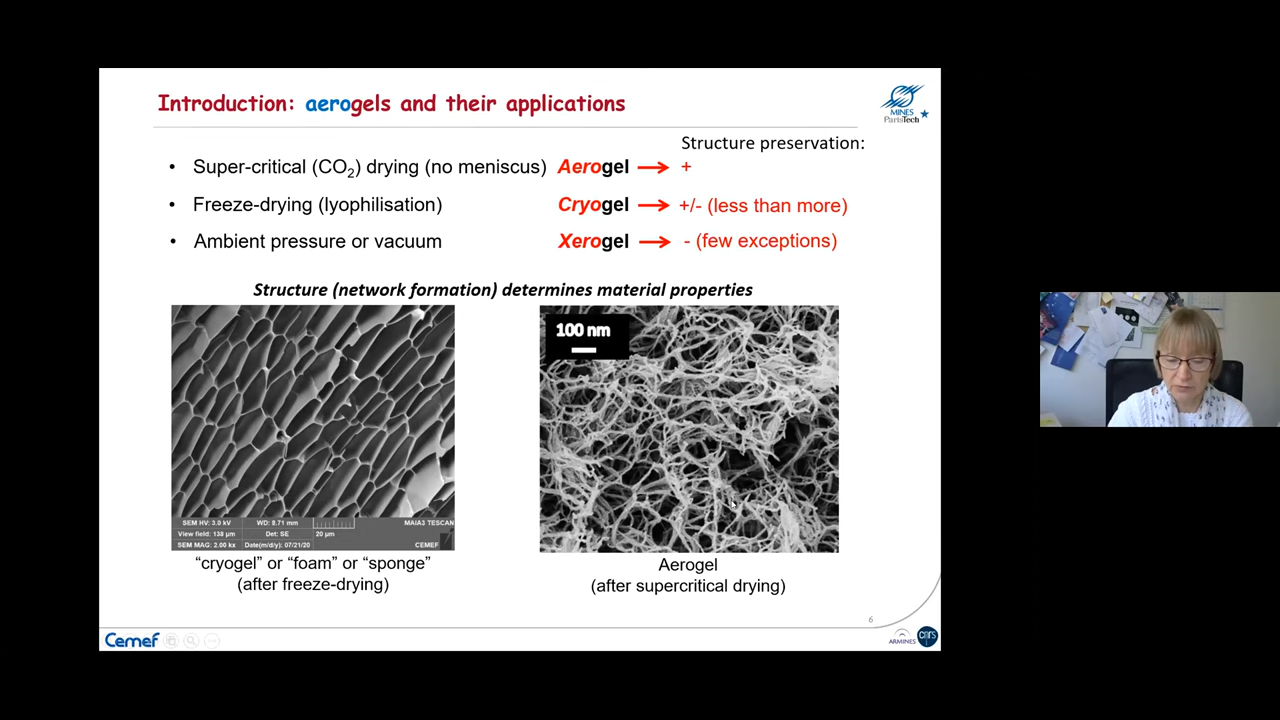 Introduction: aerogels and their applications
MINES
ParisTech
Structure preservation:
• Super-critical (CO₂) drying (no meniscus) Aerogel → +
• Freeze-drying (lyophilisation) Cryogel → +/- (less than more)
• Ambient pressure or vacuum Xerogel → - (few exceptions)
Structure (network formation) determines material properties
100 nm
SEM HV: 3.0 kV WD: 8.71 mm MAIA3 TESCAN
View field: 138 µm Det: SE 20 µm
SEM MAG: 2.00 kx Date(m/d/y): 07/21/20 CEMEF
“cryogel” or “foam” or “sponge”
(after freeze-drying)
Aerogel
(after supercritical drying)
6
Cemef
ARMINES
cnrs